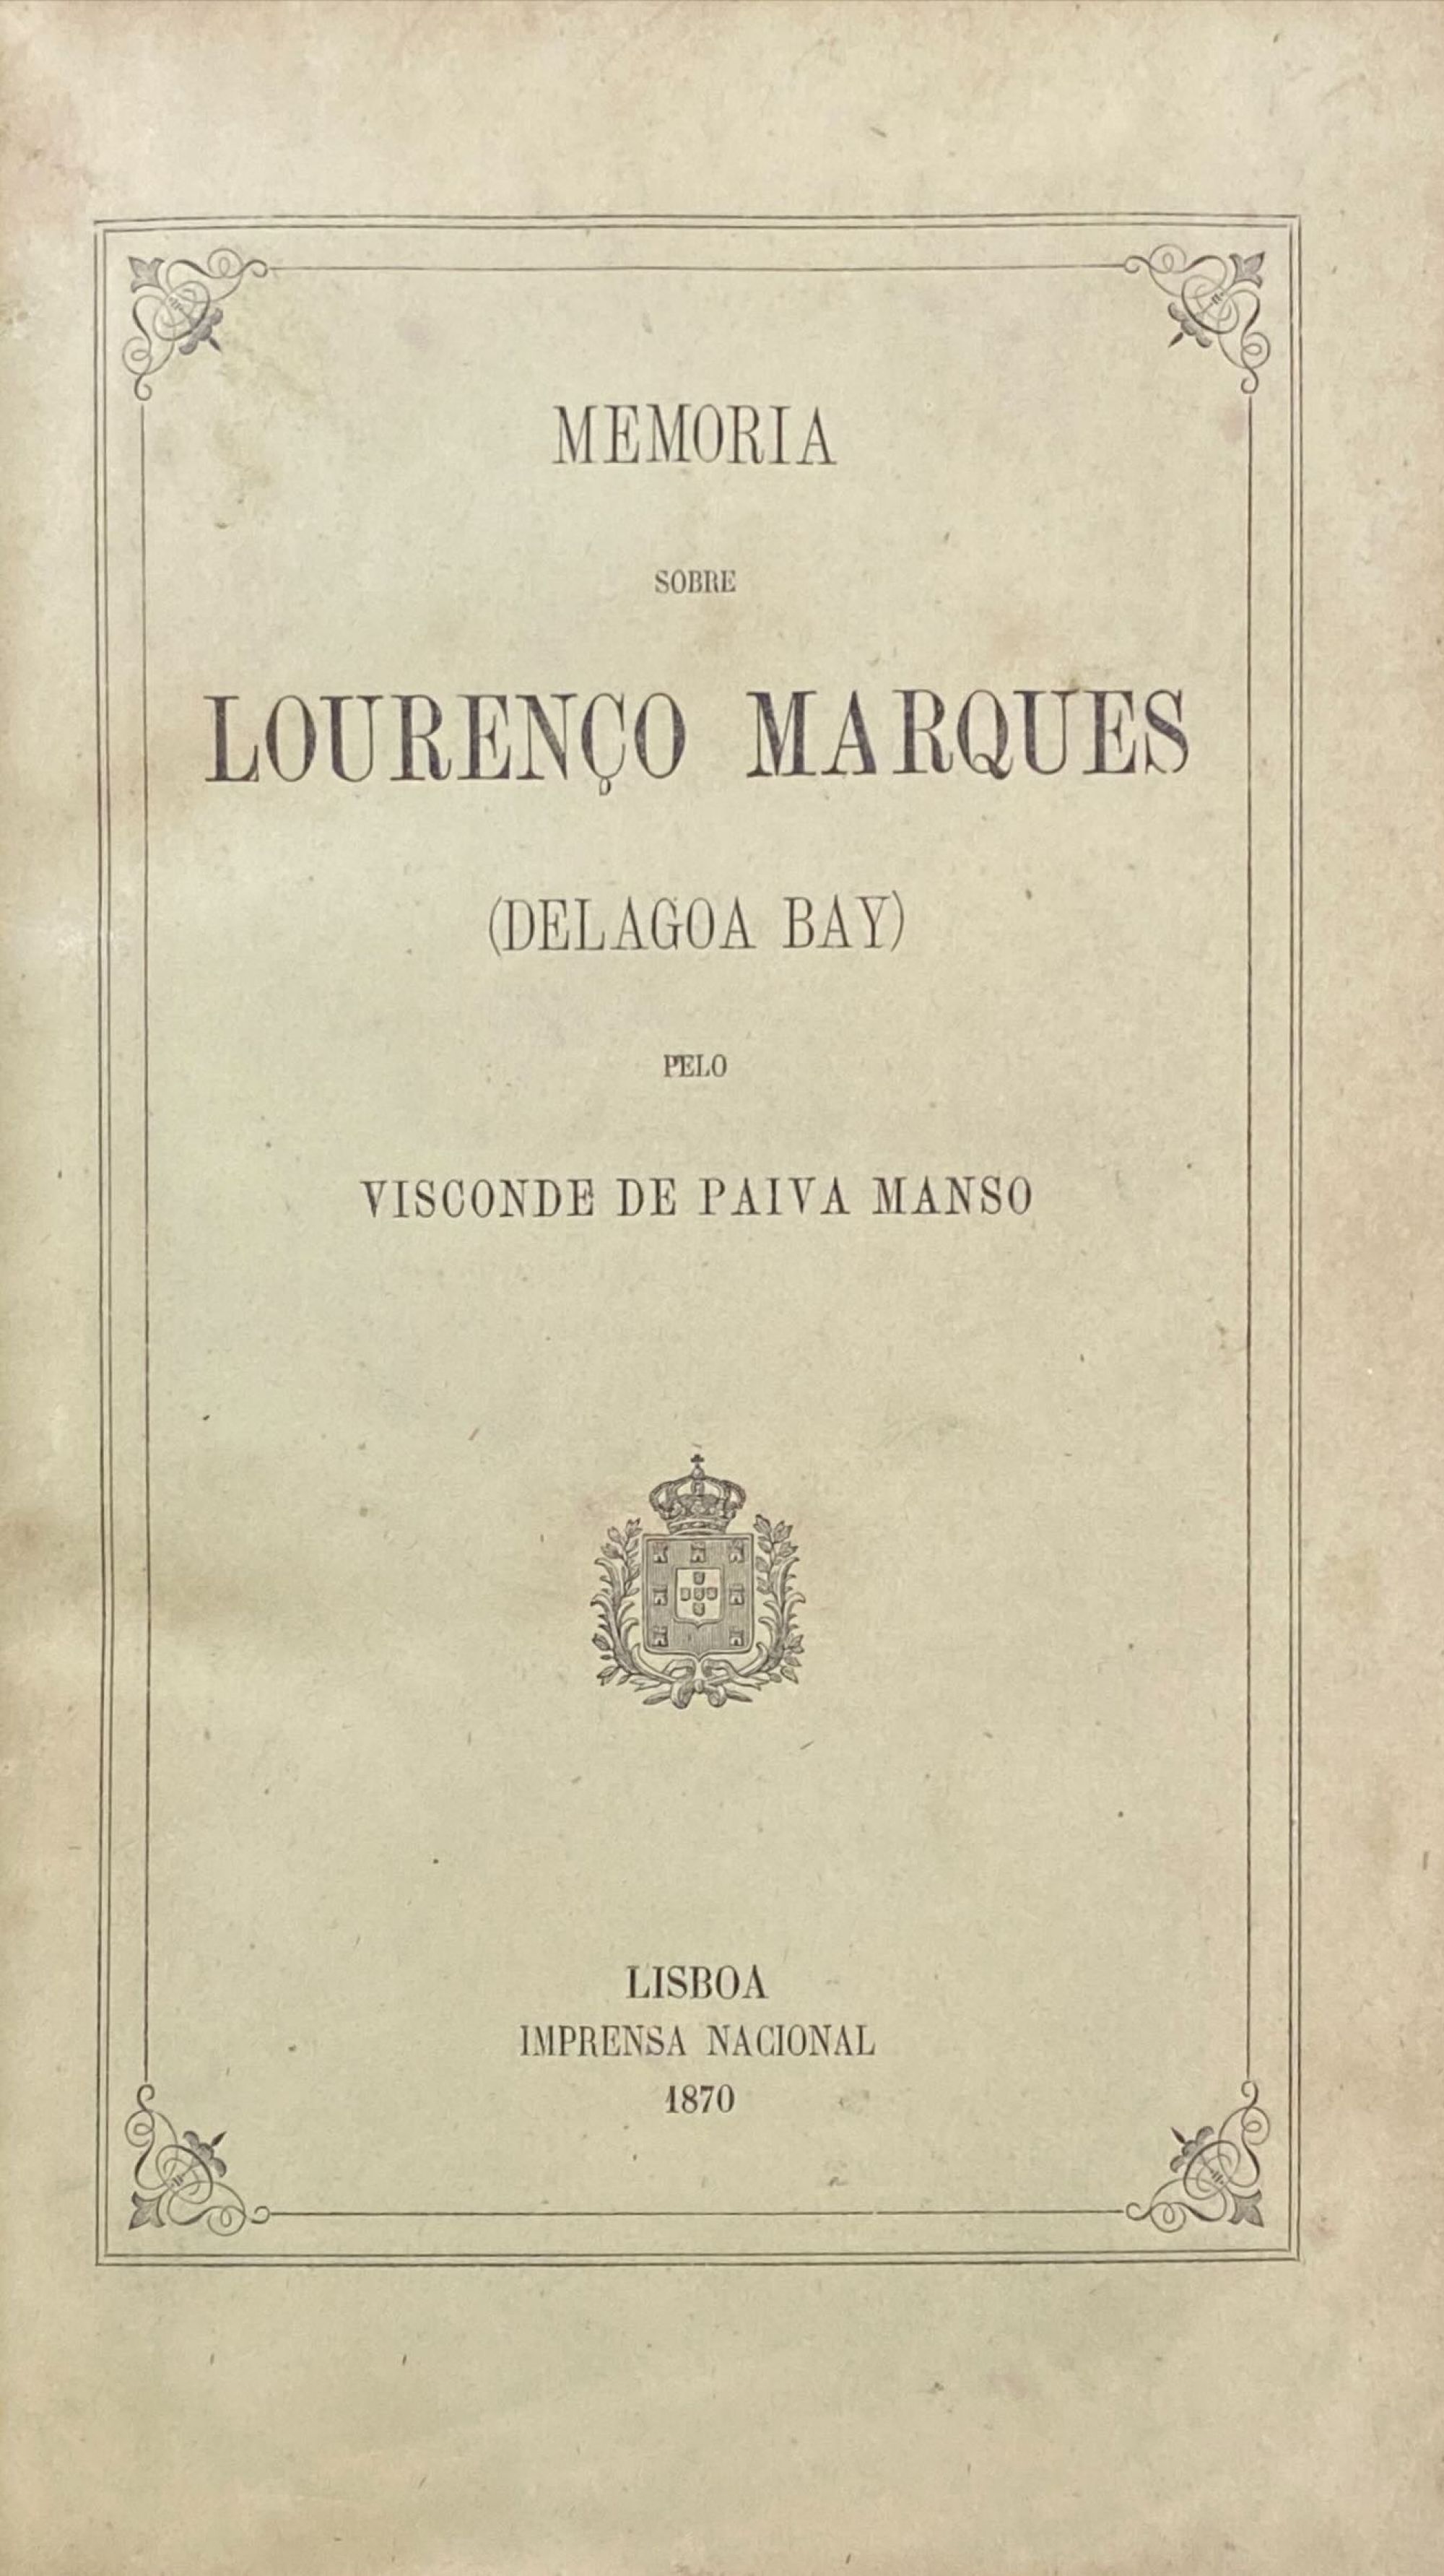 MEMORIA
SOBRE
LOURENÇO MARQUES
(DELAGOA BAY)
PELO
VISCONDE DE PAIVA MANSO
LISBOA
IMPRENSA NACIONAL
1870